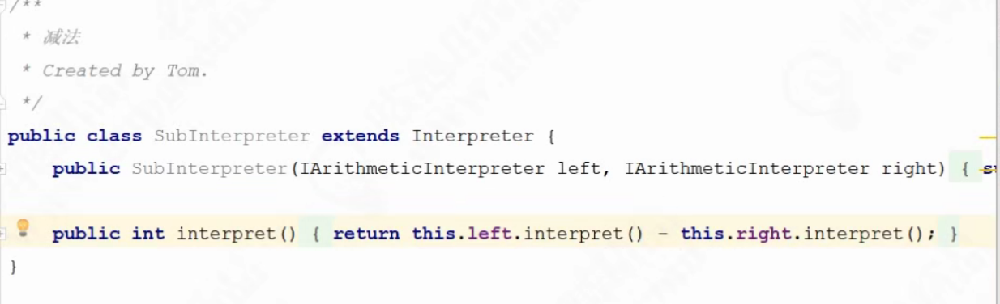 /**
* 减法
* Created by Tom.
*/
public class SubInterpreter extends Interpreter {
public SubInterpreter(IArithmeticInterpreter left, IArithmeticInterpreter right) {
public int interpret() { return this.left.interpret() - this.right.interpret(); }
}